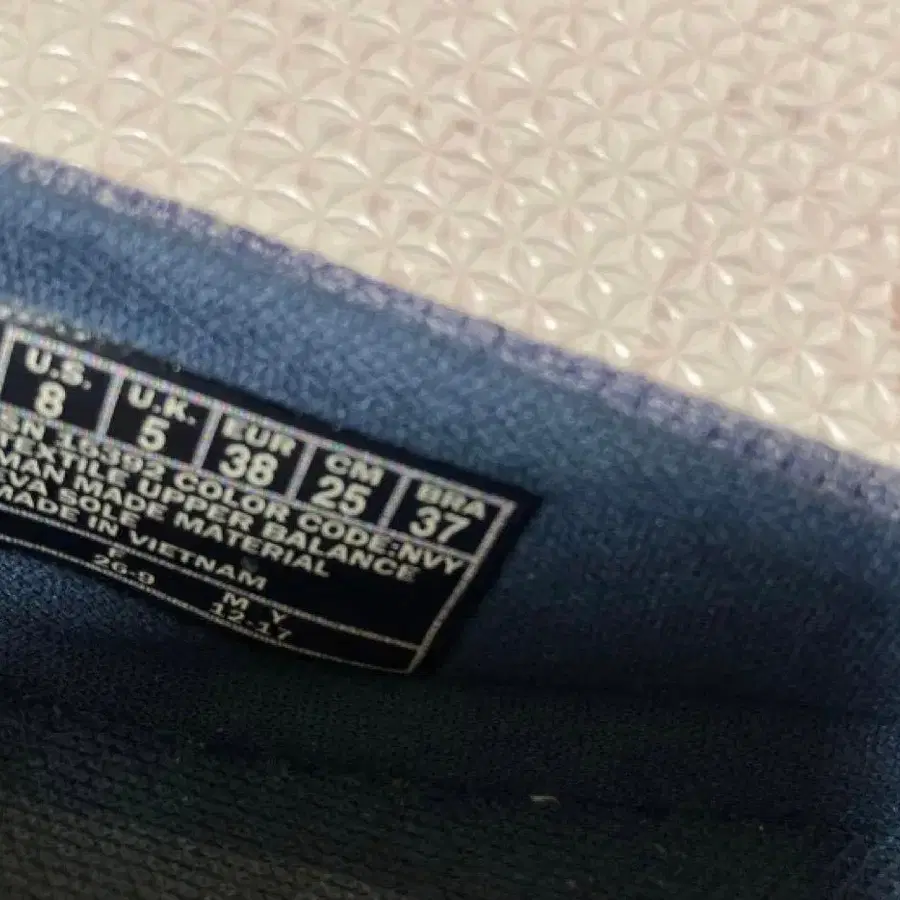 U.S. U.K. EUR CM BRA
8 5 38 25 37
SN 16392 COLOR CODE:NVY
TEXTILE UPPER BALANCE
MAN MADE MATERIAL
EVA SOLE
MADE IN VIETNAM
F M Y
26-9 12-17